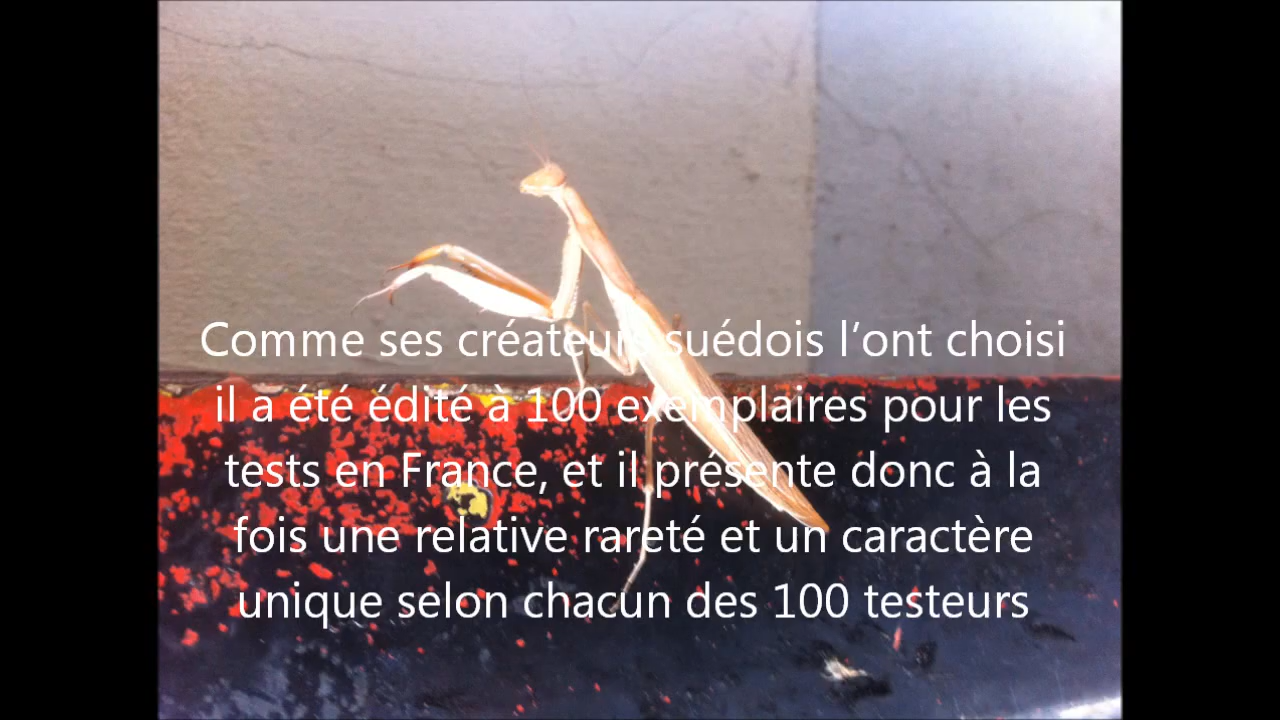 Comme ses créateurs suédois l’ont choisi
il a été édité à 100 exemplaires pour les
tests en France, et il présente donc à la
fois une relative rareté et un caractère
unique selon chacun des 100 testeurs